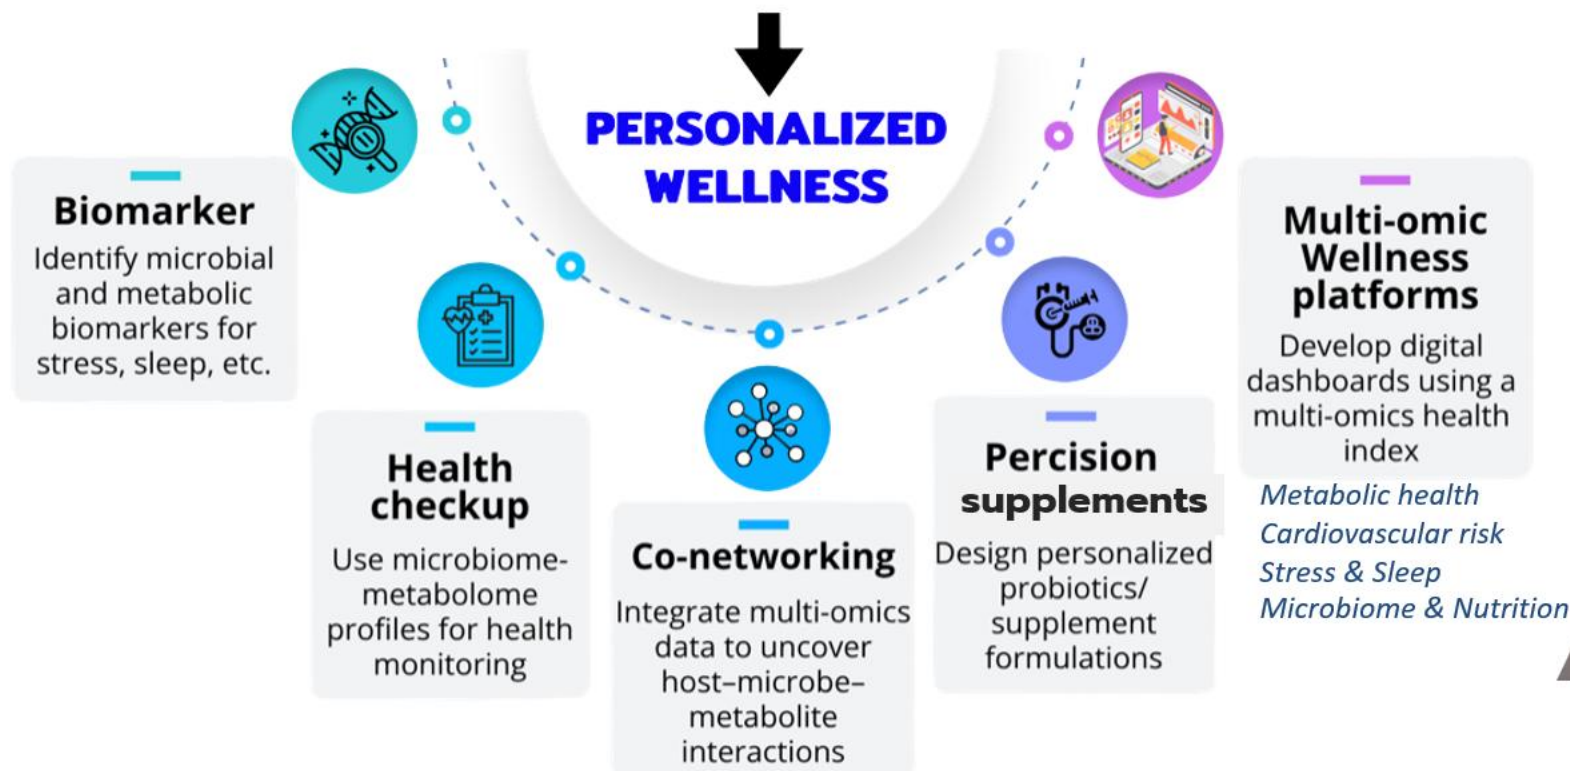 PERSONALIZED
WELLNESS
Biomarker
Identify microbial
and metabolic
biomarkers for
stress, sleep, etc.
Health
checkup
Use microbiome-
metabolome
profiles for health
monitoring
Co-networking
Integrate multi-omics
data to uncover
host–microbe–
metabolite
interactions
Percision
supplements
Design personalized
probiotics/
supplement
formulations
Multi-omic
Wellness
platforms
Develop digital
dashboards using a
multi-omics health
index
Metabolic health
Cardiovascular risk
Stress & Sleep
Microbiome & Nutrition